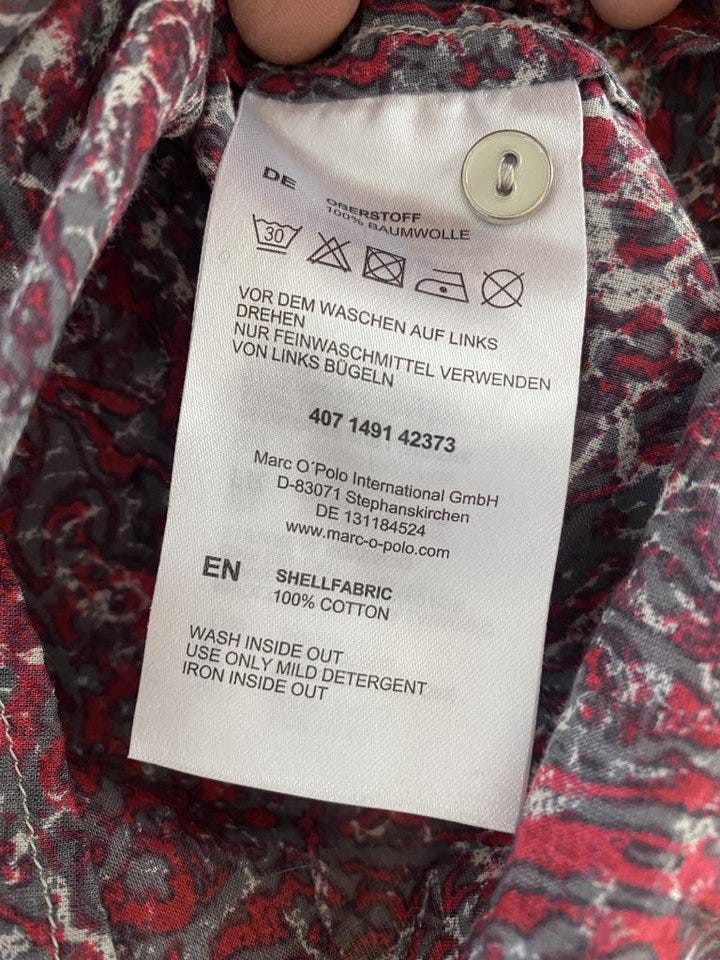 DE
OBERSTOFF
100% BAUMWOLLE
30
VOR DEM WASCHEN AUF LINKS
DREHEN
NUR FEINWASCHMITTEL VERWENDEN
VON LINKS BÜGELN
407 1491 42373
Marc O'Polo International GmbH
D-83071 Stephanskirchen
DE 131184524
www.marc-o-polo.com
EN
SHELLFABRIC
100% COTTON
WASH INSIDE OUT
USE ONLY MILD DETERGENT
IRON INSIDE OUT